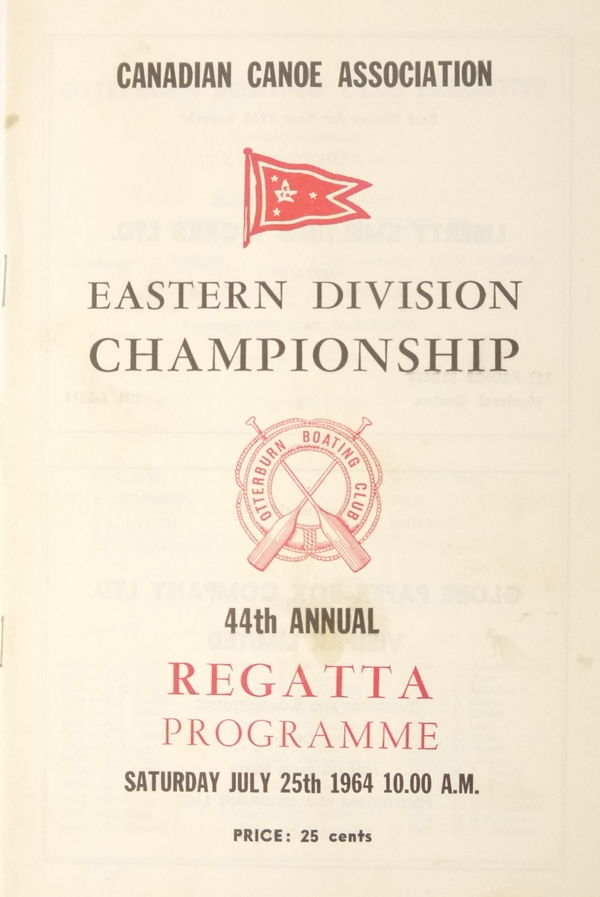 CANADIAN CANOE ASSOCIATION
EASTERN DIVISION
CHAMPIONSHIP
OTTERBURN BOATING CLUB
44th ANNUAL
REGATTA
PROGRAMME
SATURDAY JULY 25th 1964 10.00 A.M.
PRICE: 25 cents